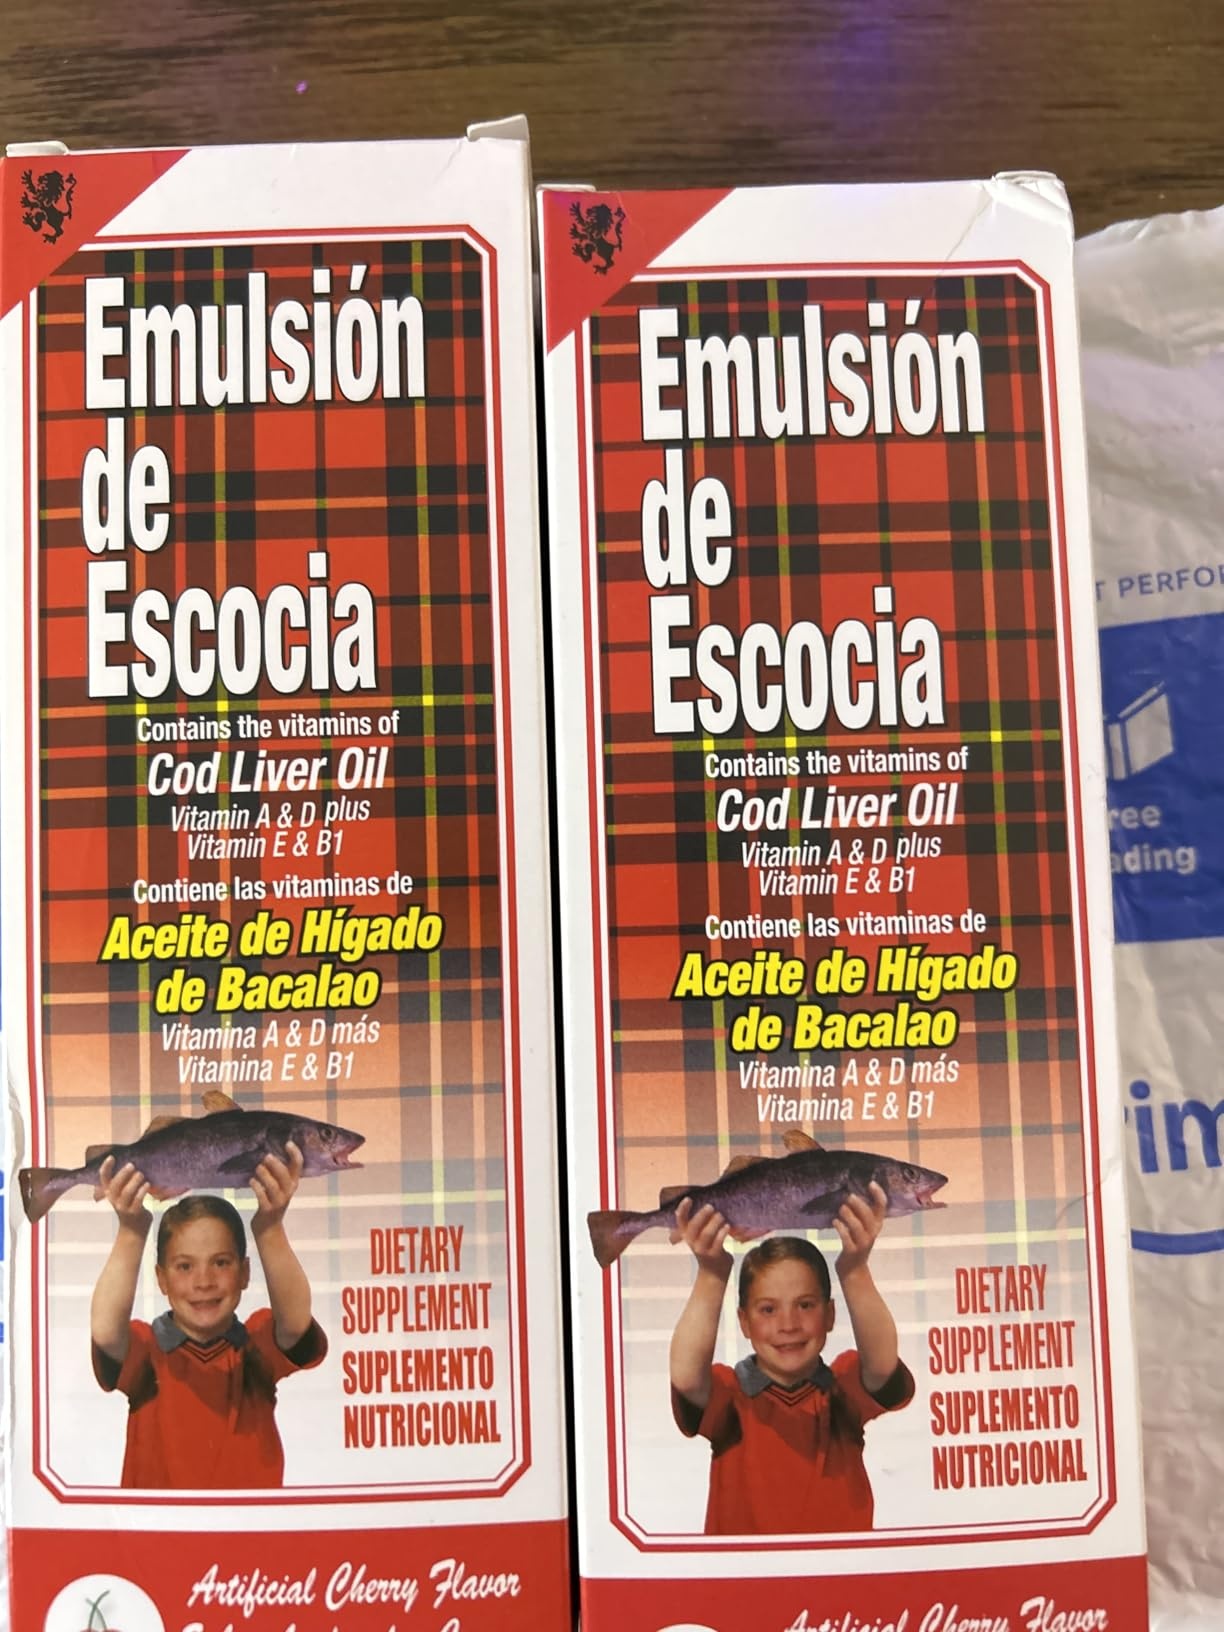 Emulsión
de
Escocia
Contains the vitamins of
Cod Liver Oil
Vitamin A & D plus
Vitamin E & B1
Contiene las vitaminas de
Aceite de Hígado
de Bacalao
Vitamina A & D más
Vitamina E & B1
DIETARY
SUPPLEMENT
SUPLEMENTO
NUTRICIONAL
Artificial Cherry Flavor
Emulsión
de
Escocia
Contains the vitamins of
Cod Liver Oil
Vitamin A & D plus
Vitamin E & B1
Contiene las vitaminas de
Aceite de Hígado
de Bacalao
Vitamina A & D más
Vitamina E & B1
DIETARY
SUPPLEMENT
SUPLEMENTO
NUTRICIONAL
Artificial Cherry Flavor